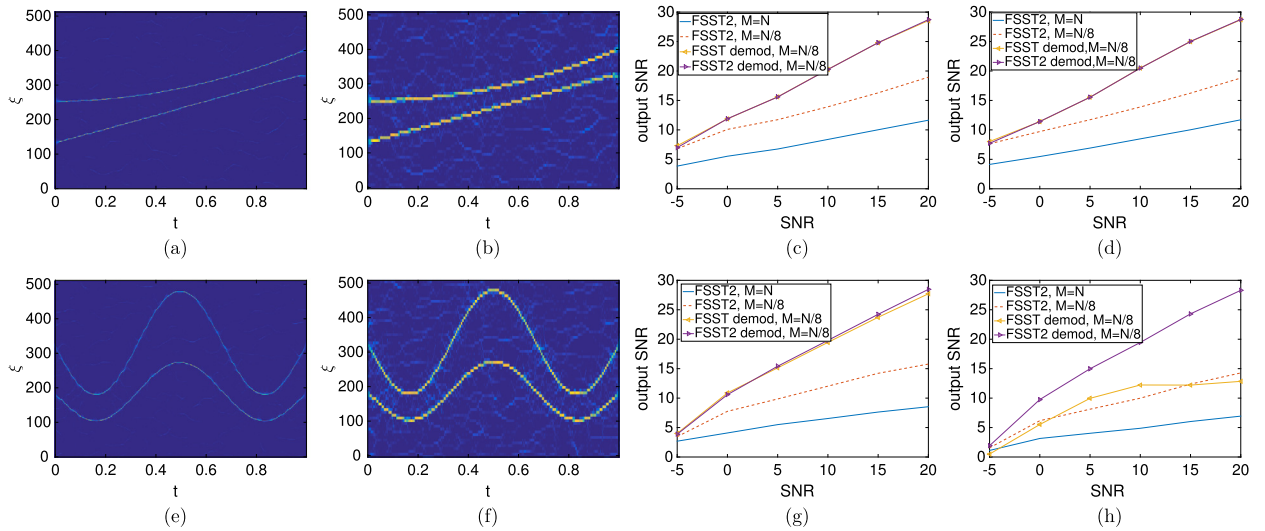 500
400
300
200
100
0
ξ
0 0.2 0.4 0.6 0.8
t
(a)
500
400
300
200
100
0
ξ
0 0.2 0.4 0.6 0.8
t
(b)
30
25
20
15
10
5
0
output SNR
FSST2, M=N
FSST2, M=N/8
FSST demod, M=N/8
FSST2 demod, M=N/8
-5 0 5 10 15 20
SNR
(c)
30
25
20
15
10
5
0
output SNR
FSST2, M=N
FSST2, M=N/8
FSST demod,M=N/8
FSST2 demod,M=N/8
-5 0 5 10 15 20
SNR
(d)
500
400
300
200
100
0
ξ
0 0.2 0.4 0.6 0.8 1
t
(e)
500
400
300
200
100
0
ξ
0 0.2 0.4 0.6 0.8
t
(f)
30
25
20
15
10
5
0
output SNR
FSST2, M=N
FSST2, M=N/8
FSST demod, M=N/8
FSST2 demod, M=N/8
-5 0 5 10 15 20
SNR
(g)
30
25
20
15
10
5
0
output SNR
FSST2, M=N
FSST2, M=N/8
FSST demod, M=N/8
FSST2 demod, M=N/8
-5 0 5 10 15 20
SNR
(h)